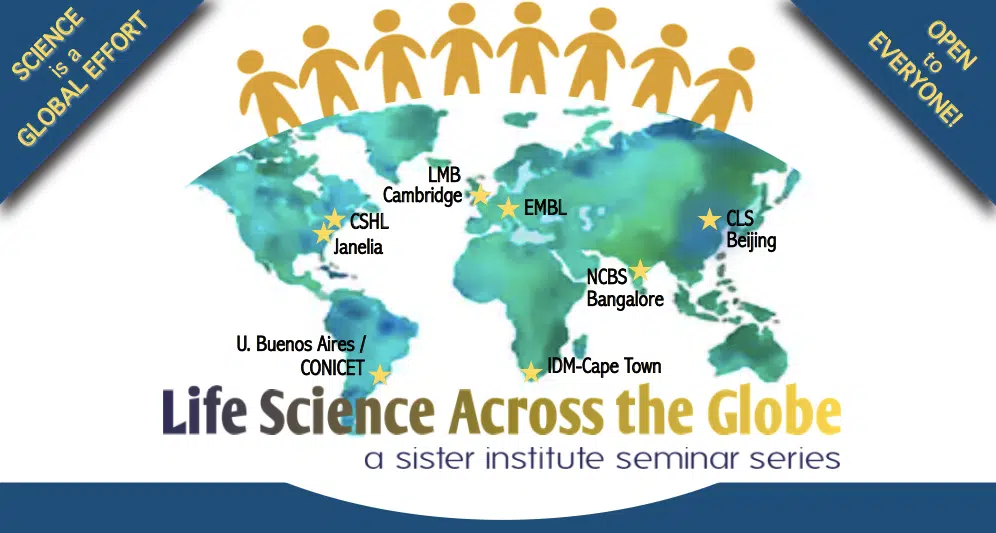 SCIENCE
is a
GLOBAL EFFORT
OPEN
to
EVERYONE!
LMB
Cambridge
EMBL
CSHL
Janelia
CLS
Beijing
NCBS
Bangalore
U. Buenos Aires /
CONICET
IDM-Cape Town
Life Science Across the Globe
a sister institute seminar series